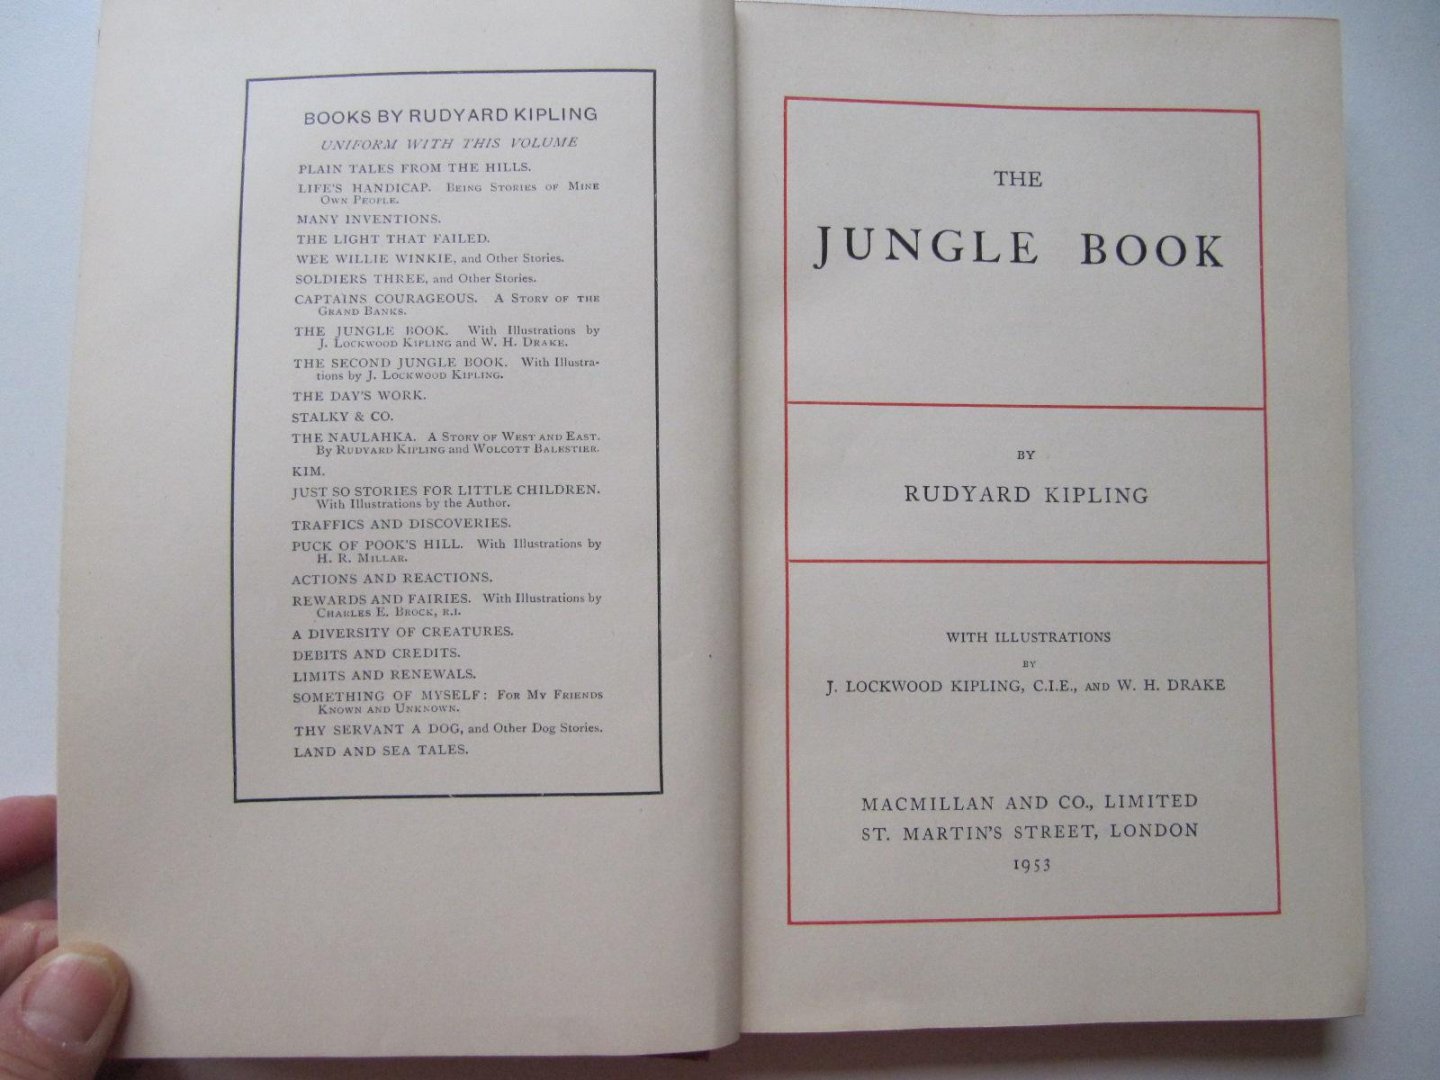 BOOKS BY RUDYARD KIPLING
UNIFORM WITH THIS VOLUME
PLAIN TALES FROM THE HILLS.
LIFE'S HANDICAP. BEING STORIES OF MINE
OWN PEOPLE.
MANY INVENTIONS.
THE LIGHT THAT FAILED.
WEE WILLIE WINKIE, and Other Stories.
SOLDIERS THREE, and Other Stories.
CAPTAINS COURAGEOUS. A STORY OF THE
GRAND BANKS.
THE JUNGLE BOOK. With Illustrations by
J. LOCKWOOD KIPLING and W. H. DRAKE.
THE SECOND JUNGLE BOOK. With Illustra-
tions by J. LOCKWOOD KIPLING.
THE DAY'S WORK.
STALKY & CO.
THE NAULAHKA. A STORY OF WEST AND EAST.
By RUDYARD KIPLING and WOLCOTT BALESTIER.
KIM.
JUST SO STORIES FOR LITTLE CHILDREN.
With Illustrations by the Author.
TRAFFICS AND DISCOVERIES.
PUCK OF POOK'S HILL. With Illustrations by
H. R. MILLAR.
ACTIONS AND REACTIONS.
REWARDS AND FAIRIES. With Illustrations by
CHARLES E. BROCK, R.I.
A DIVERSITY OF CREATURES.
DEBITS AND CREDITS.
LIMITS AND RENEWALS.
SOMETHING OF MYSELF: FOR MY FRIENDS
KNOWN AND UNKNOWN.
THY SERVANT A DOG, and Other Dog Stories.
LAND AND SEA TALES.
THE
JUNGLE BOOK
BY
RUDYARD KIPLING
WITH ILLUSTRATIONS
BY
J. LOCKWOOD KIPLING, C.I.E., AND W. H. DRAKE
MACMILLAN AND CO., LIMITED
ST. MARTIN'S STREET, LONDON
1953